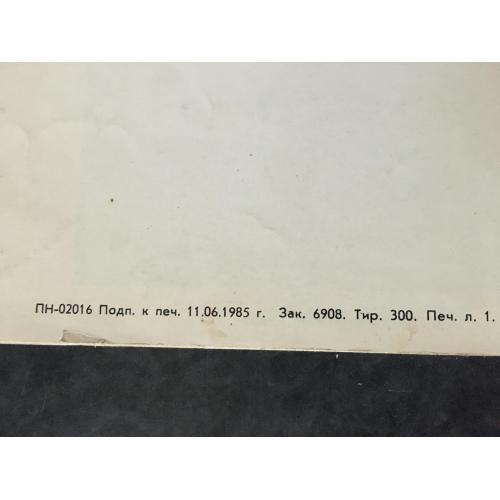 ПН-02016 Подп. к печ. 11.06.1985 г. Зак. 6908. Тир. 300. Печ. л. 1.